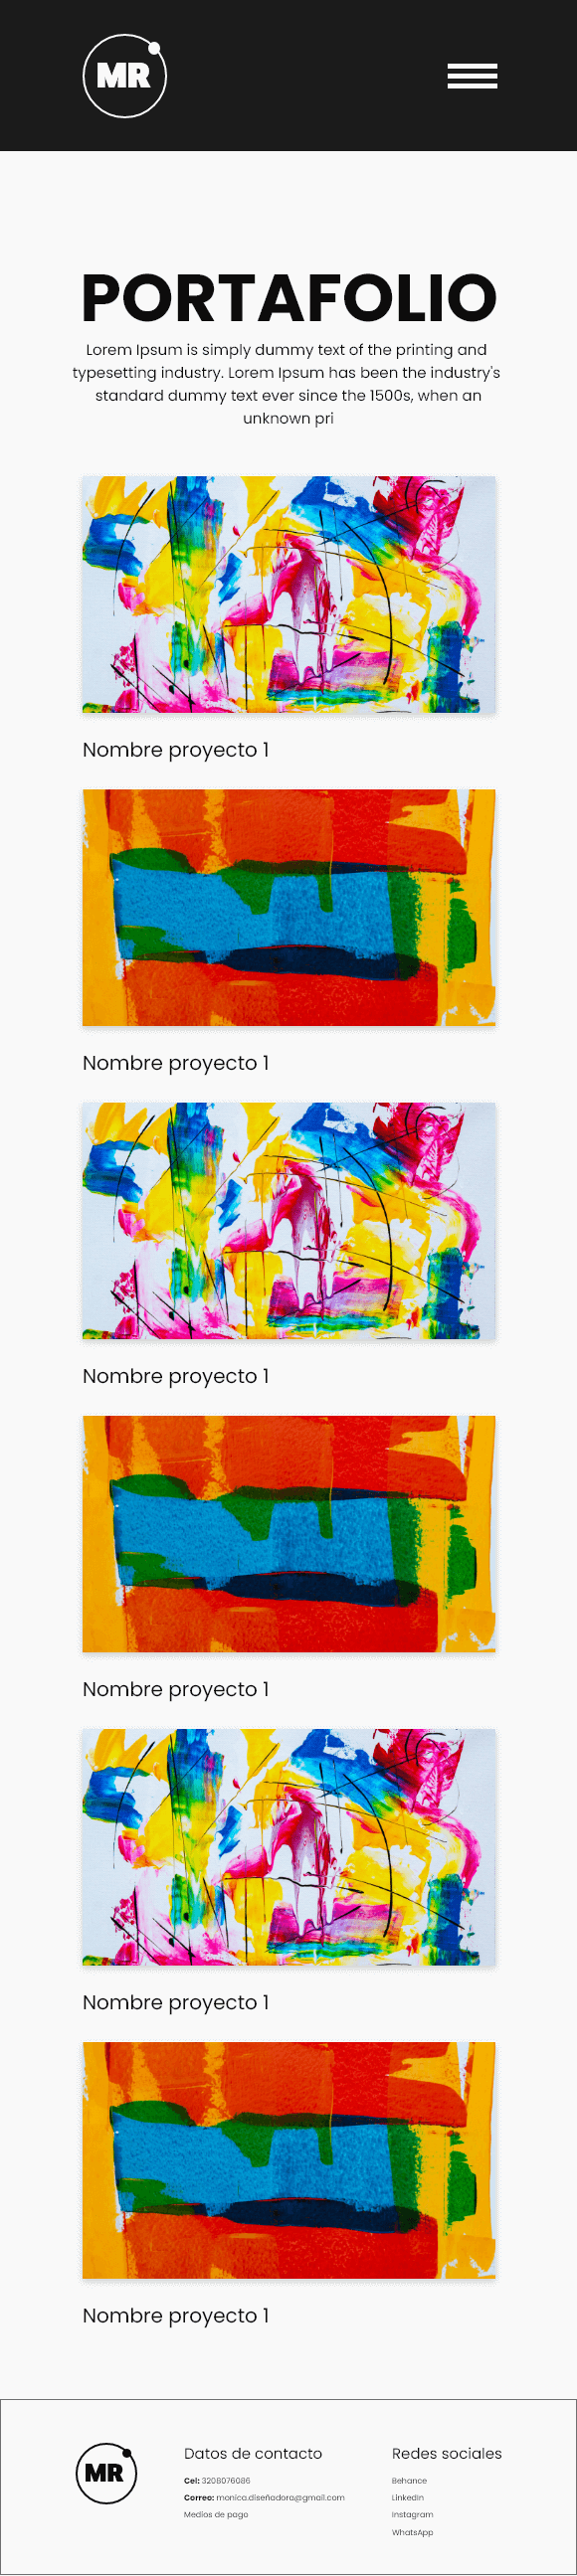 MR
PORTAFOLIO
Lorem Ipsum is simply dummy text of the printing and
typesetting industry. Lorem Ipsum has been the industry's
standard dummy text ever since the 1500s, when an
unknown pri
Nombre proyecto 1
Nombre proyecto 1
Nombre proyecto 1
Nombre proyecto 1
Nombre proyecto 1
Nombre proyecto 1
MR
Datos de contacto
Cel: 3208076086
Correo: monica.diseñadora@gmail.com
Medios de pago
Redes sociales
Behance
LinkedIn
Instagram
WhatsApp